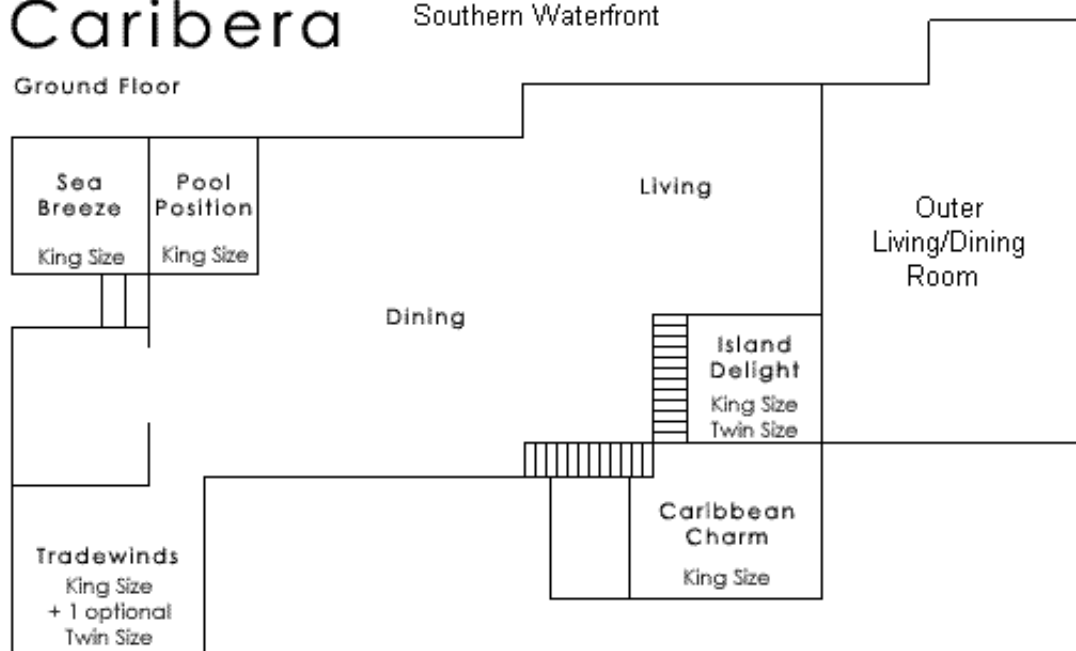 Caribera
Southern Waterfront
Ground Floor
Sea
Breeze
King Size
Pool
Position
King Size
Living
Outer
Living/Dining
Room
Dining
Island
Delight
King Size
Twin Size
Caribbean
Charm
King Size
Tradewinds
King Size
+ 1 optional
Twin Size